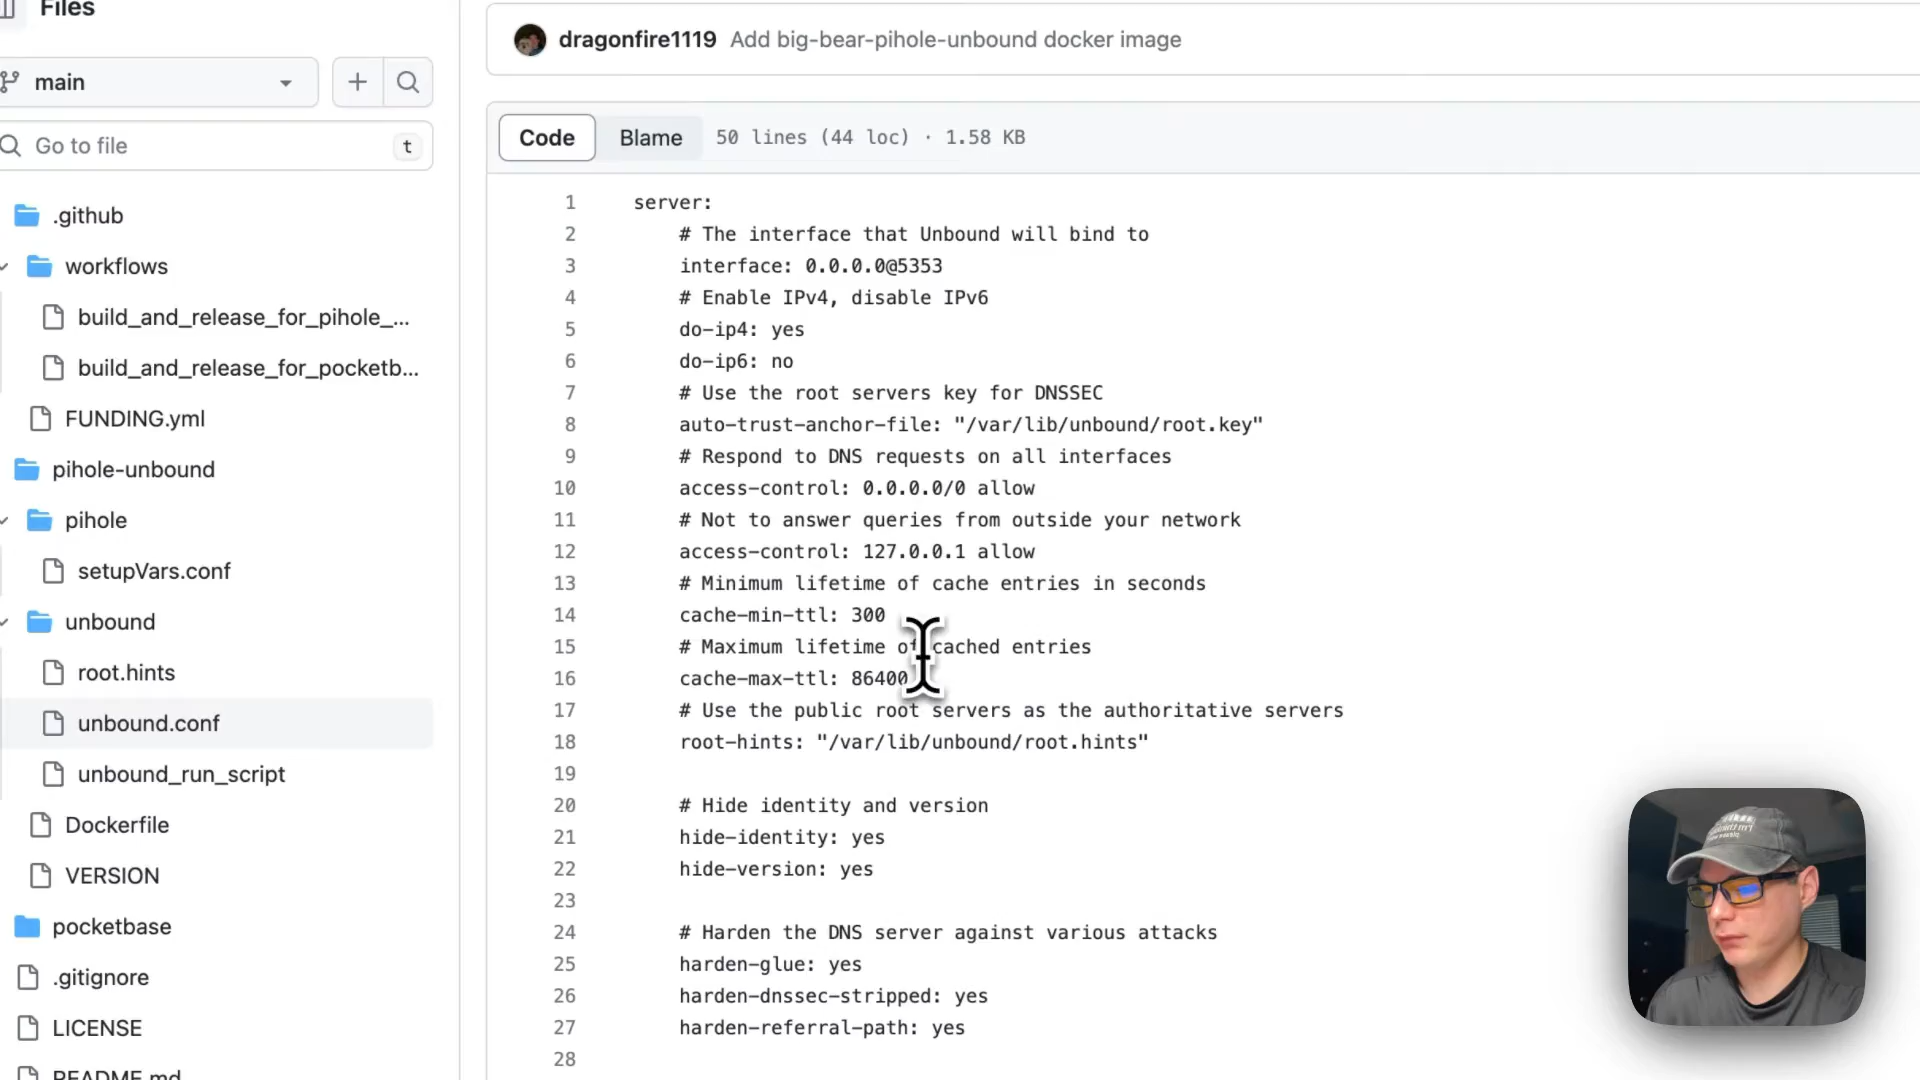 Files
main
Go to file
t
.github
workflows
build_and_release_for_pihole_...
build_and_release_for_pocketb...
FUNDING.yml
pihole-unbound
pihole
setupVars.conf
unbound
root.hints
unbound.conf
unbound_run_script
Dockerfile
VERSION
pocketbase
.gitignore
LICENSE
README.md
dragonfire1119 Add big-bear-pihole-unbound docker image
Code Blame 50 lines (44 loc) · 1.58 KB
1 server:
2 # The interface that Unbound will bind to
3 interface: 0.0.0.0@5353
4 # Enable IPv4, disable IPv6
5 do-ip4: yes
6 do-ip6: no
7 # Use the root servers key for DNSSEC
8 auto-trust-anchor-file: "/var/lib/unbound/root.key"
9 # Respond to DNS requests on all interfaces
10 access-control: 0.0.0.0/0 allow
11 # Not to answer queries from outside your network
12 access-control: 127.0.0.1 allow
13 # Minimum lifetime of cache entries in seconds
14 cache-min-ttl: 300
15 # Maximum lifetime of cached entries
16 cache-max-ttl: 86400
17 # Use the public root servers as the authoritative servers
18 root-hints: "/var/lib/unbound/root.hints"
19
20 # Hide identity and version
21 hide-identity: yes
22 hide-version: yes
23
24 # Harden the DNS server against various attacks
25 harden-glue: yes
26 harden-dnssec-stripped: yes
27 harden-referral-path: yes
28